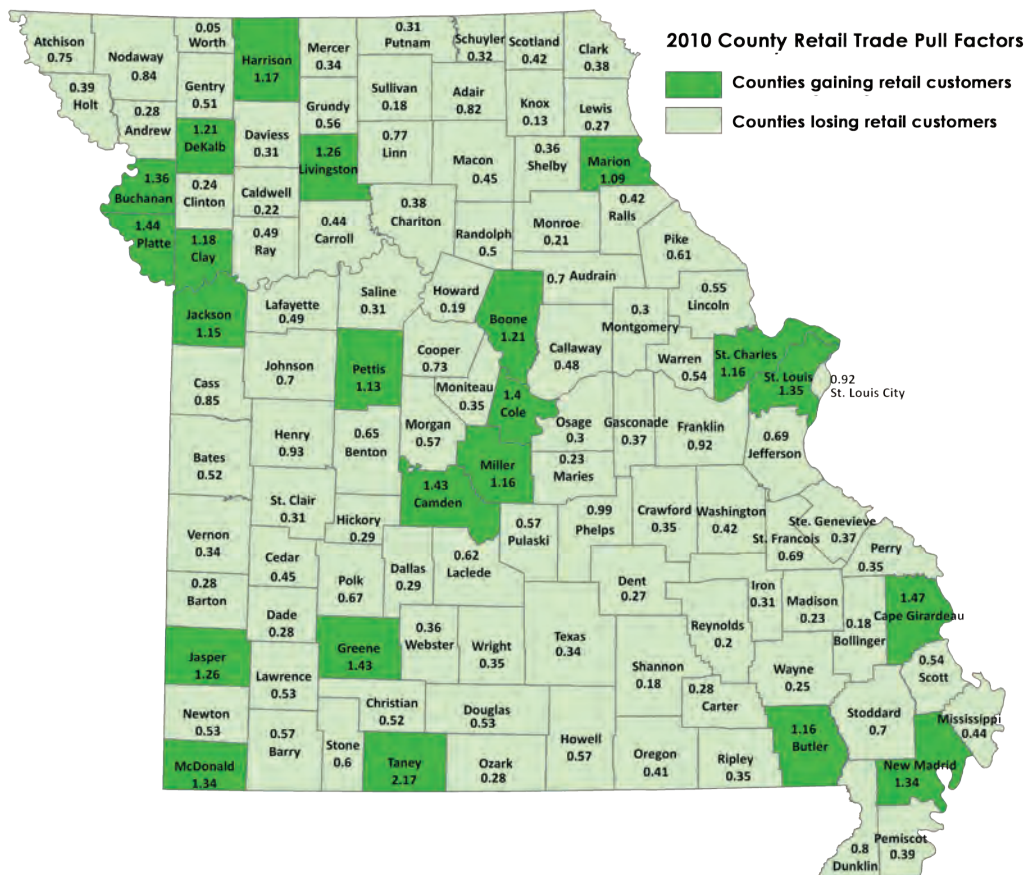 2010 County Retail Trade Pull Factors
Counties gaining retail customers
Counties losing retail customers
Atchison
0.75
Nodaway
0.84
0.05
Worth
Harrison
1.17
Mercer
0.34
0.31
Putnam
Schuyler
0.32
Scotland
0.42
Clark
0.38
0.39
Holt
0.28
Andrew
Gentry
0.51
Grundy
0.56
Sullivan
0.18
Adair
0.82
Knox
0.13
Lewis
0.27
1.21
DeKalb
Daviess
0.31
1.26
Livingston
0.77
Linn
Macon
0.45
0.36
Shelby
Marion
1.09
1.36
Buchanan
0.24
Clinton
Caldwell
0.22
0.38
Chariton
0.42
Ralls
1.44
Platte
1.18
Clay
0.49
Ray
0.44
Carroll
Randolph
0.5
Monroe
0.21
Pike
0.61
Jackson
1.15
Lafayette
0.49
Saline
0.31
Howard
0.19
Boone
1.21
0.7 Audrain
0.3
Montgomery
0.55
Lincoln
Cass
0.85
Johnson
0.7
Pettis
1.13
Cooper
0.73
Moniteau
0.35
1.4
Cole
Callaway
0.48
Warren
0.54
St. Charles
1.16
St. Louis
1.35
0.92
St. Louis City
Bates
0.52
Henry
0.93
0.65
Benton
Morgan
0.57
Miller
1.16
Osage
0.3
Gasconade
0.37
Franklin
0.92
0.69
Jefferson
0.23
Maries
1.43
Camden
Vernon
0.34
St. Clair
0.31
Hickory
0.29
0.57
Pulaski
0.99
Phelps
Crawford
0.35
Washington
0.42
St. Francois
0.69
Ste. Genevieve
0.37
Perry
0.35
0.28
Barton
Cedar
0.45
Polk
0.67
Dallas
0.29
0.62
Laclede
Dent
0.27
Iron
0.31
Madison
0.23
0.18
Bollinger
1.47
Cape Girardeau
Dade
0.28
Jasper
1.26
Greene
1.43
0.36
Webster
Wright
0.35
Texas
0.34
Reynolds
0.2
Shannon
0.18
Wayne
0.25
0.54
Scott
Lawrence
0.53
Newton
0.53
Christian
0.52
Douglas
0.53
0.28
Carter
Stoddard
0.7
Mississippi
0.44
McDonald
1.34
0.57
Barry
Stone
0.6
Taney
2.17
Ozark
0.28
Howell
0.57
Oregon
0.41
Ripley
0.35
1.16
Butler
New Madrid
1.34
0.8
Dunklin
Pemiscot
0.39